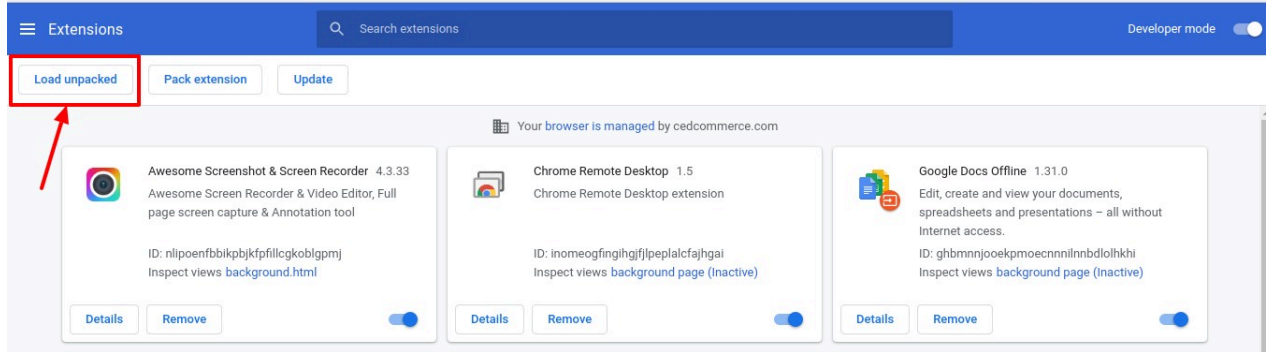 Extensions
Search extensions
Developer mode
Load unpacked
Pack extension
Update
Your browser is managed by cedcommerce.com
Awesome Screenshot & Screen Recorder 4.3.33
Awesome Screen Recorder & Video Editor, Full
page screen capture & Annotation tool
ID: nlipoenfbbikpbjkfpfillcgkoblgpmj
Inspect views background.html
Details
Remove
Chrome Remote Desktop 1.5
Chrome Remote Desktop extension
ID: inomeogfingihgjfjlpeplalcfajhgai
Inspect views background page (Inactive)
Details
Remove
Google Docs Offline 1.31.0
Edit, create and view your documents,
spreadsheets and presentations – all without
Internet access.
ID: ghbmnnjooekpmoecnnnilnnbdlolhkhi
Inspect views background page (Inactive)
Details
Remove